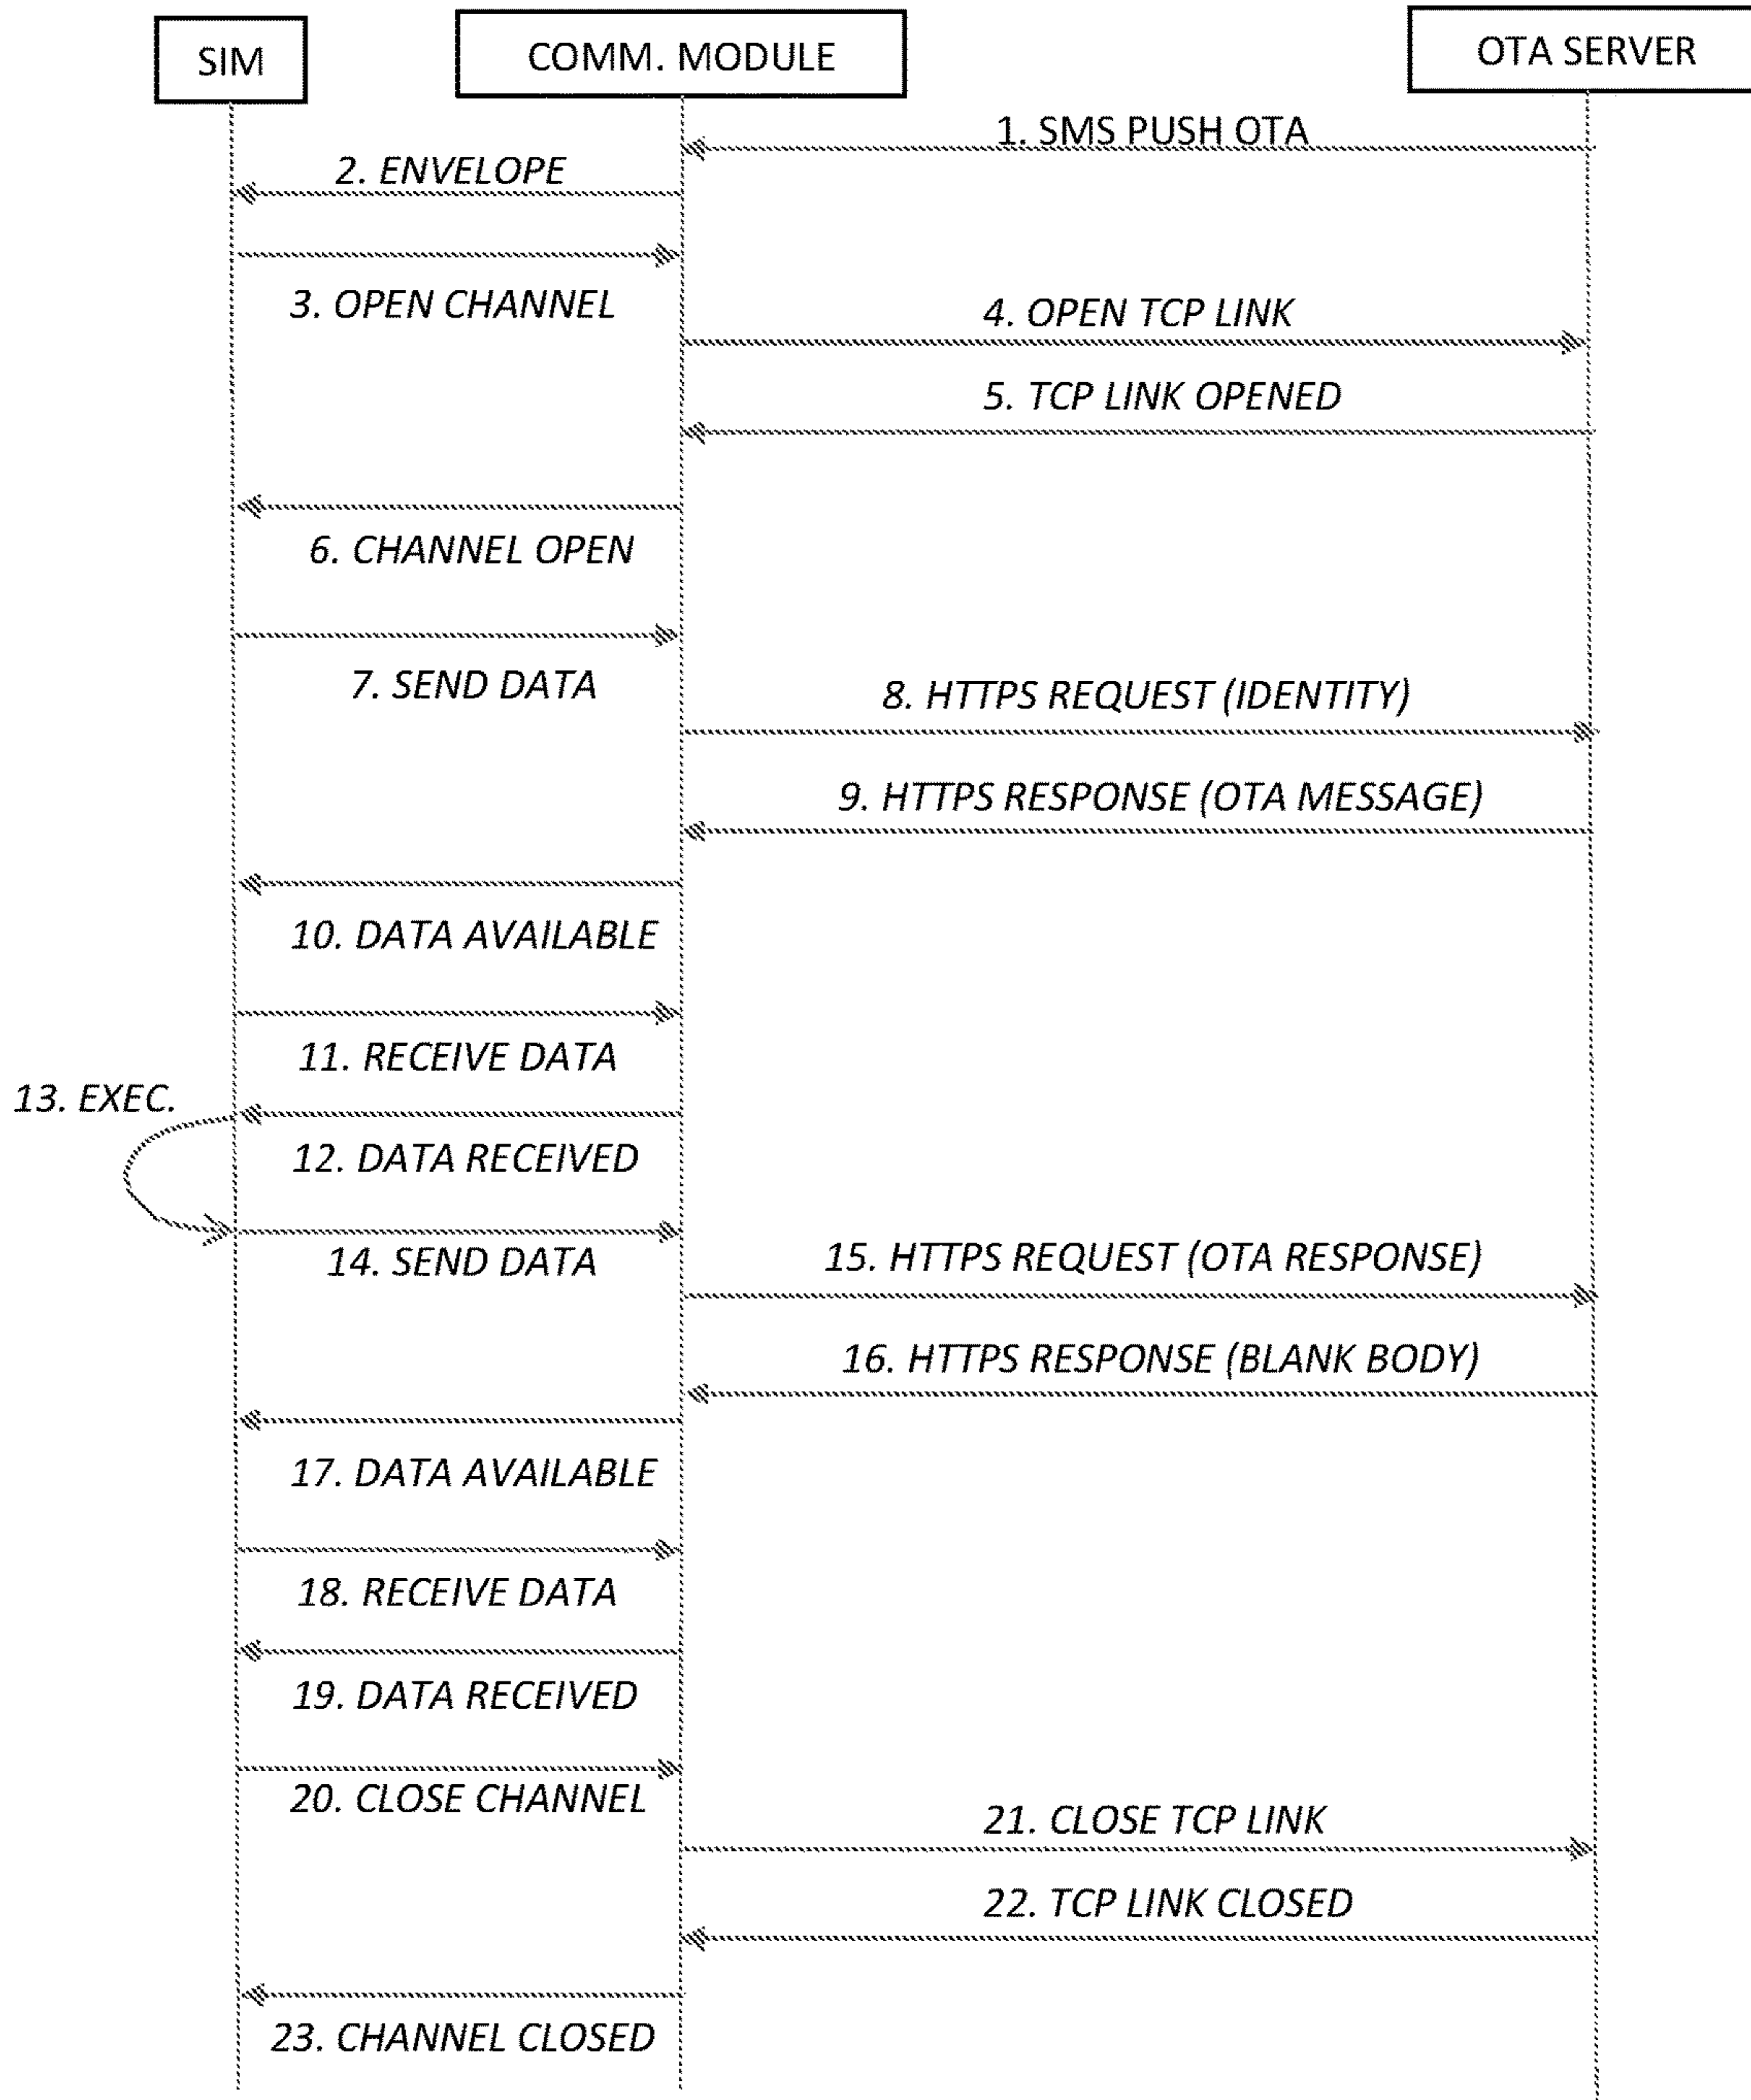 SIM
COMM. MODULE
OTA SERVER
1. SMS PUSH OTA
2. ENVELOPE
3. OPEN CHANNEL
4. OPEN TCP LINK
5. TCP LINK OPENED
6. CHANNEL OPEN
7. SEND DATA
8. HTTPS REQUEST (IDENTITY)
9. HTTPS RESPONSE (OTA MESSAGE)
10. DATA AVAILABLE
11. RECEIVE DATA
13. EXEC.
12. DATA RECEIVED
14. SEND DATA
15. HTTPS REQUEST (OTA RESPONSE)
16. HTTPS RESPONSE (BLANK BODY)
17. DATA AVAILABLE
18. RECEIVE DATA
19. DATA RECEIVED
20. CLOSE CHANNEL
21. CLOSE TCP LINK
22. TCP LINK CLOSED
23. CHANNEL CLOSED